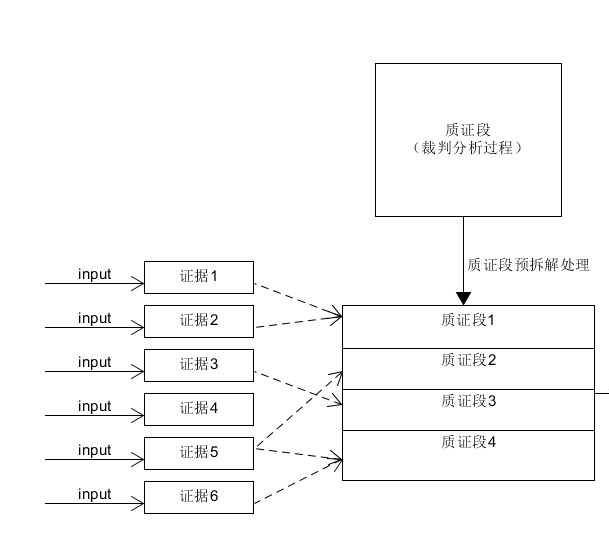 质证段
（裁判分析过程）
质证段预拆解处理
input
证据1
input
证据2
input
证据3
input
证据4
input
证据5
input
证据6
质证段1
质证段2
质证段3
质证段4